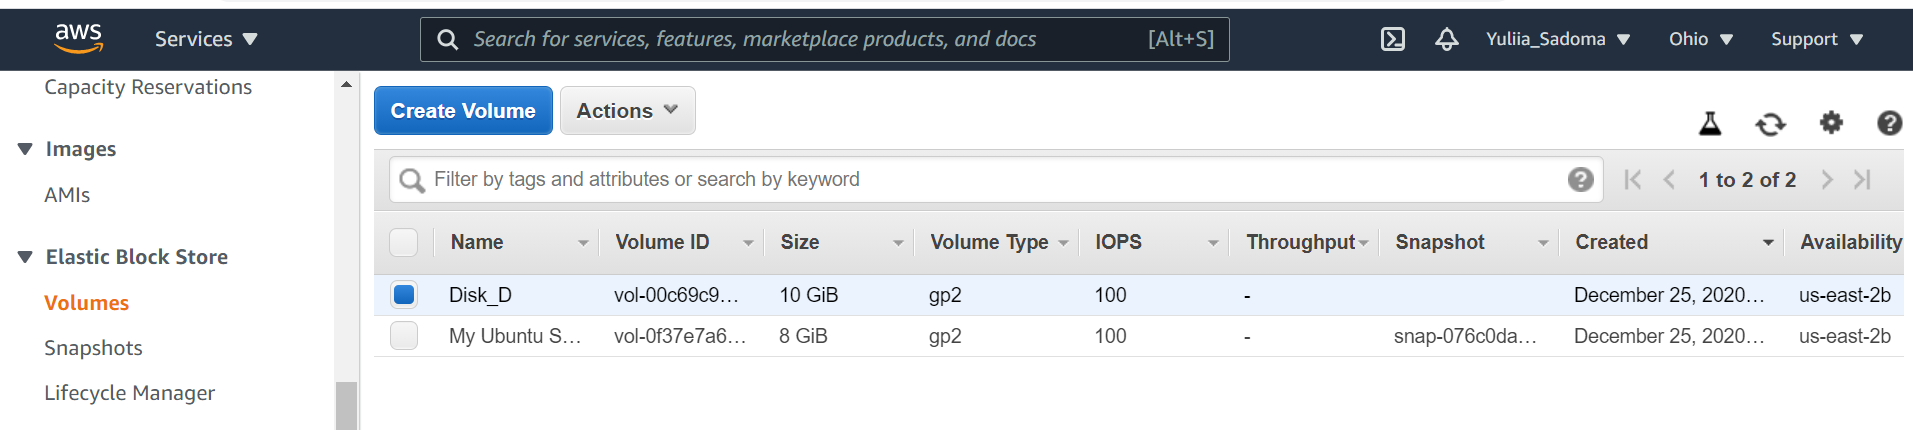 aws Services Search for services, features, marketplace products, and docs [Alt+S] Yuliia_Sadoma Ohio Support
Capacity Reservations
Images
AMIs
Elastic Block Store
Volumes
Snapshots
Lifecycle Manager
Create Volume Actions
Filter by tags and attributes or search by keyword 1 to 2 of 2
Name Volume ID Size Volume Type IOPS Throughput Snapshot Created Availability
Disk_D vol-00c69c9... 10 GiB gp2 100 - December 25, 2020... us-east-2b
My Ubuntu S... vol-0f37e7a6... 8 GiB gp2 100 - snap-076c0da... December 25, 2020... us-east-2b